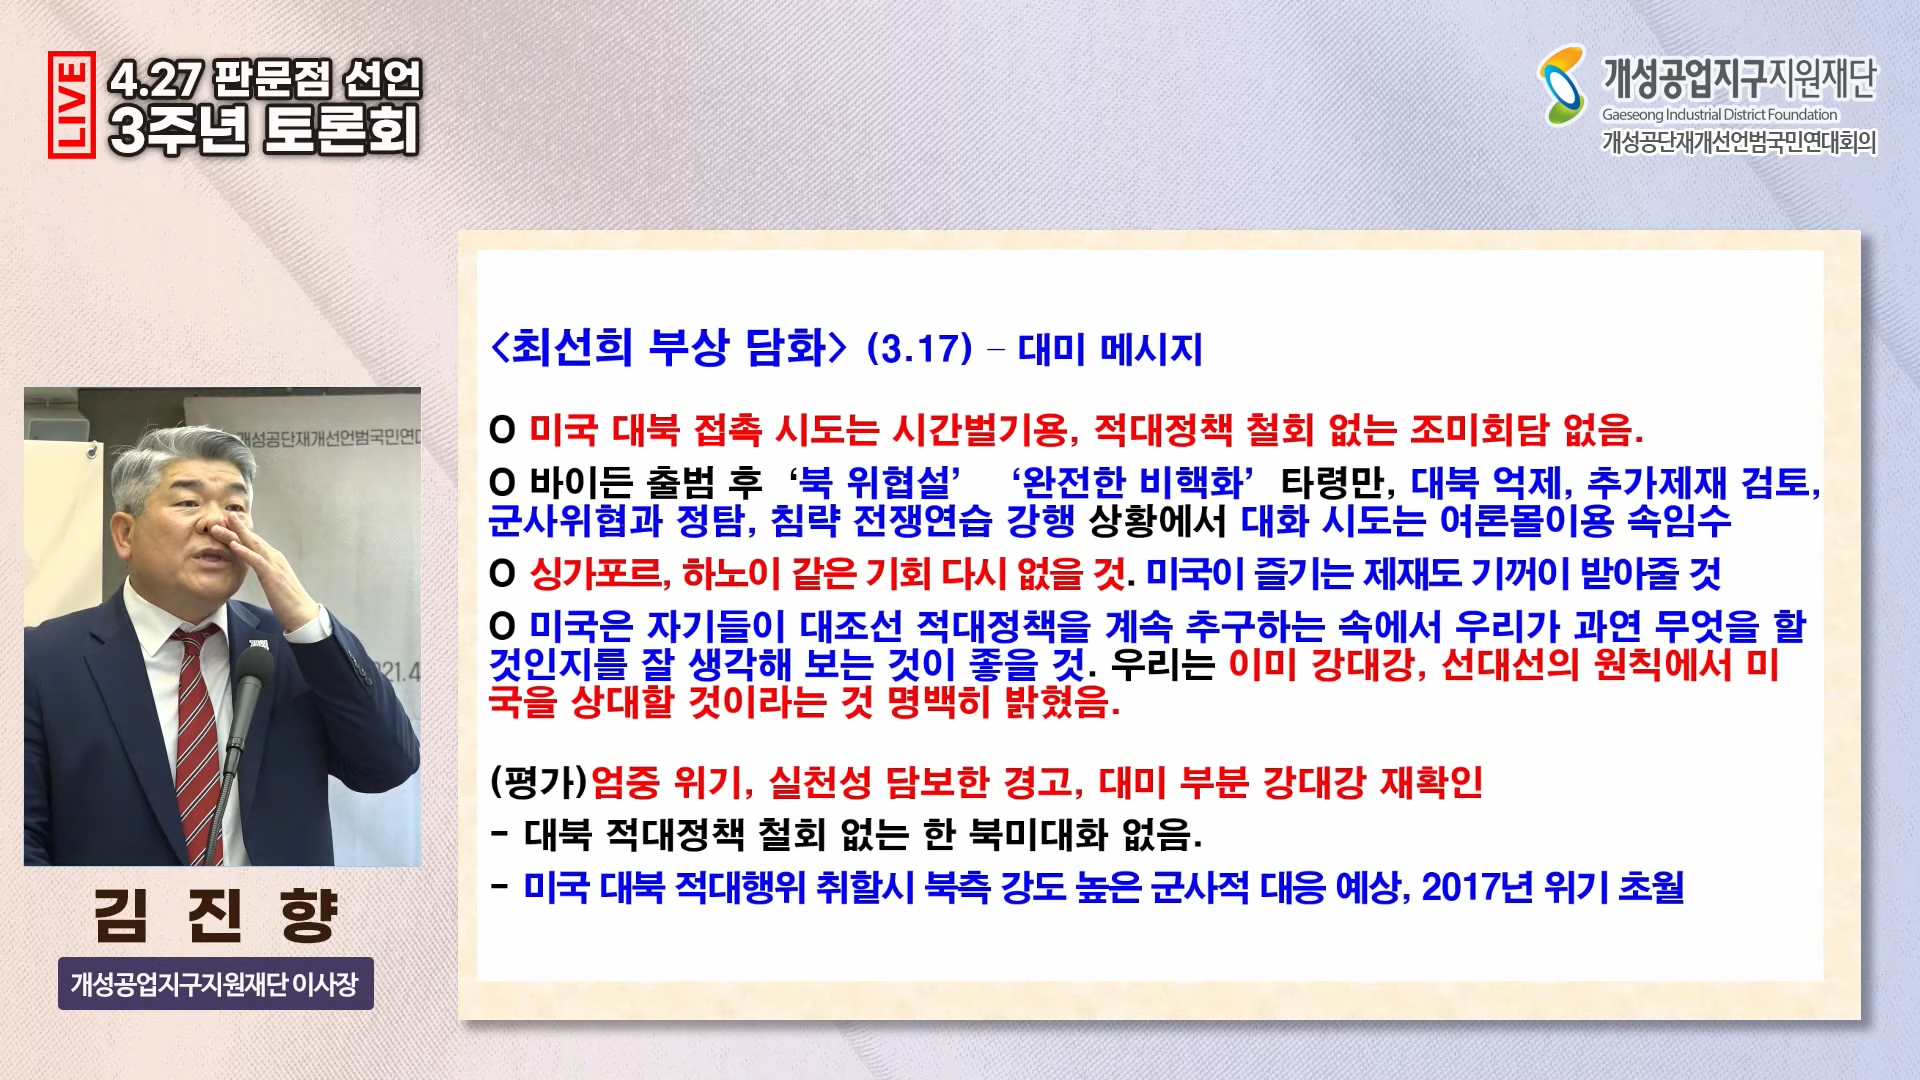 LIVE
4.27 판문점 선언
3주년 토론회
개성공업지구지원재단
Gaeseong Industrial District Foundation
개성공단재개선언범국민연대회의
<최선희 부상 담화> (3.17) – 대미 메시지
O 미국 대북 접촉 시도는 시간벌기용, 적대정책 철회 없는 조미회담 없음.
O 바이든 출범 후 ‘북 위협설’ ‘완전한 비핵화’ 타령만, 대북 억제, 추가제재 검토,
군사위협과 정탐, 침략 전쟁연습 강행 상황에서 대화 시도는 여론몰이용 속임수
O 싱가포르, 하노이 같은 기회 다시 없을 것. 미국이 즐기는 제재도 기꺼이 받아줄 것
O 미국은 자기들이 대조선 적대정책을 계속 추구하는 속에서 우리가 과연 무엇을 할
것인지를 잘 생각해 보는 것이 좋을 것. 우리는 이미 강대강, 선대선의 원칙에서 미
국을 상대할 것이라는 것 명백히 밝혔음.
(평가)엄중 위기, 실천성 담보한 경고, 대미 부분 강대강 재확인
- 대북 적대정책 철회 없는 한 북미대화 없음.
- 미국 대북 적대행위 취할시 북측 강도 높은 군사적 대응 예상, 2017년 위기 초월
개성공단재개선언범국민연대
21.4
김 진 향
개성공업지구지원재단 이사장